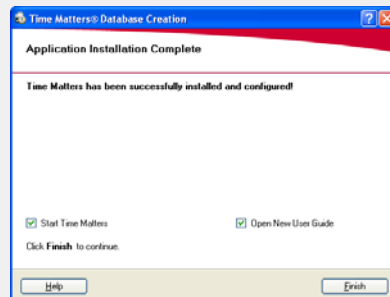 Time Matters® Database Creation
Application Installation Complete
Time Matters has been successfully installed and configured!
Start Time Matters
Open New User Guide
Click Finish to continue.
Help
Finish